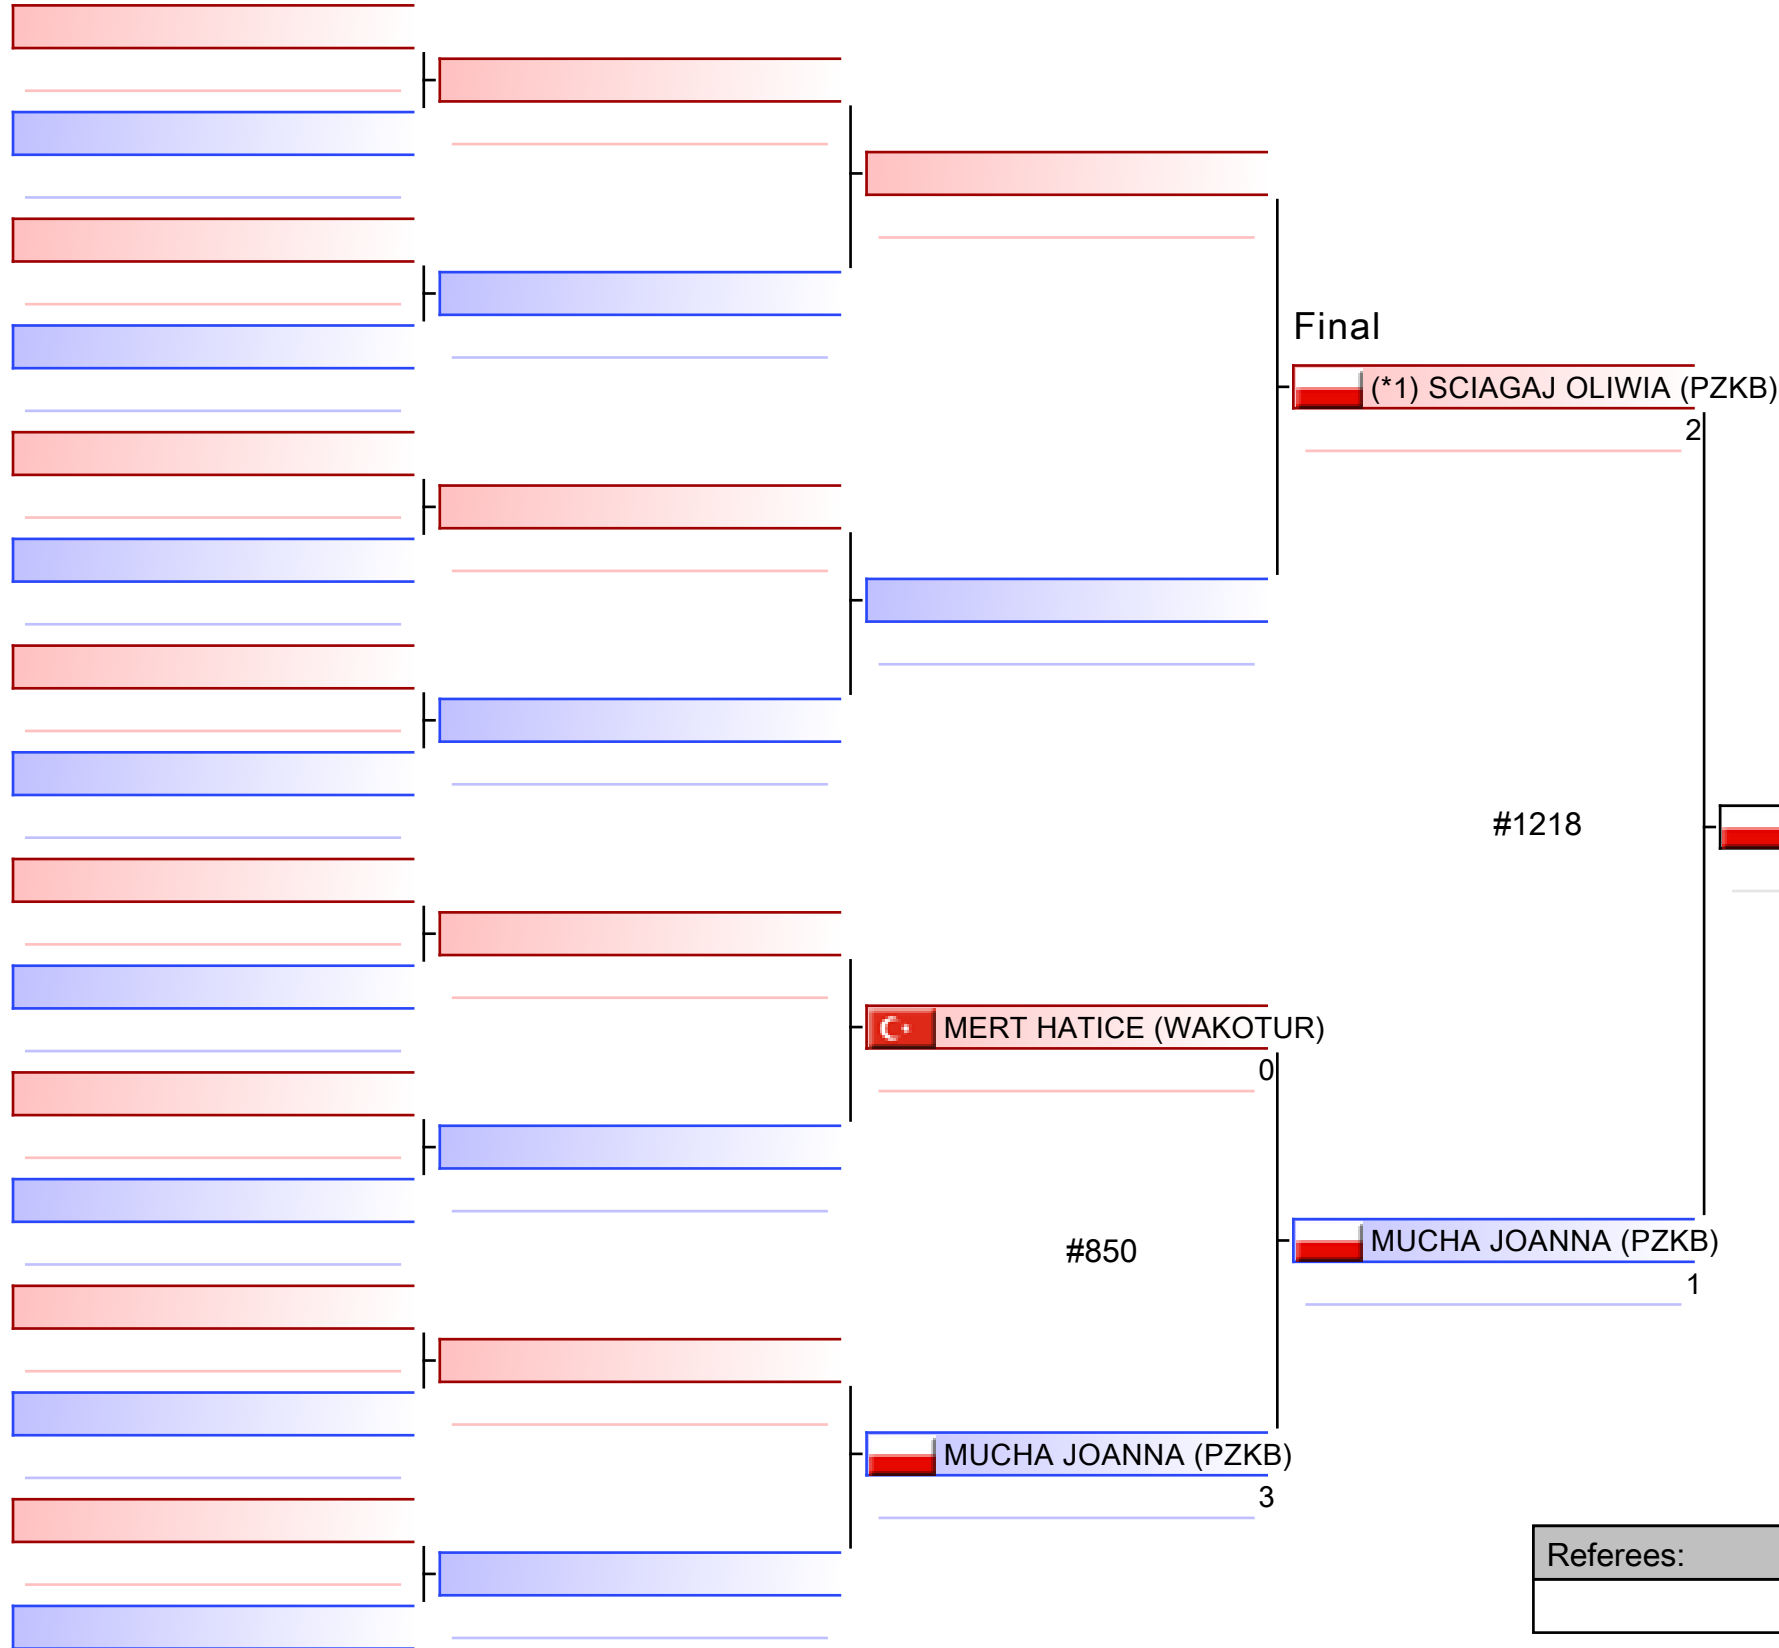 Final
(*1) SCIAGAJ OLIWIA (PZKB)
2
#1218
MERT HATICE (WAKOTUR)
0
#850
MUCHA JOANNA (PZKB)
1
MUCHA JOANNA (PZKB)
3
Referees: